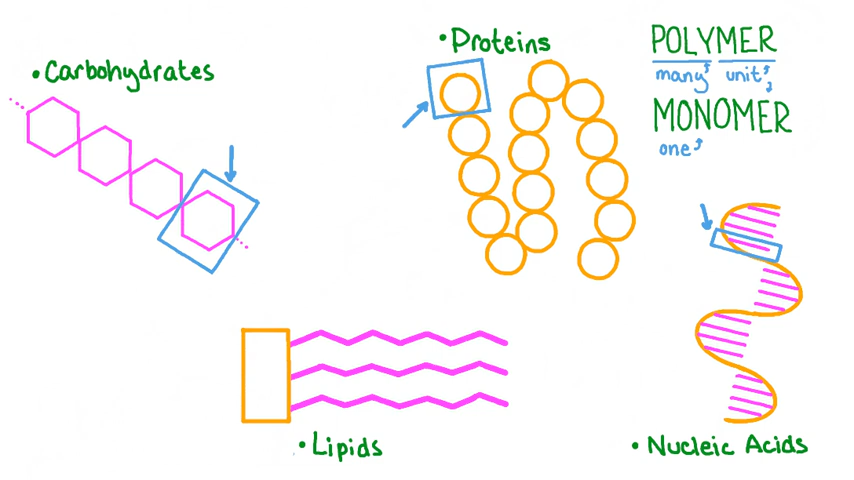 • Proteins
POLYMER
many unit
• Carbohydrates
MONOMER
one
• Lipids
• Nucleic Acids